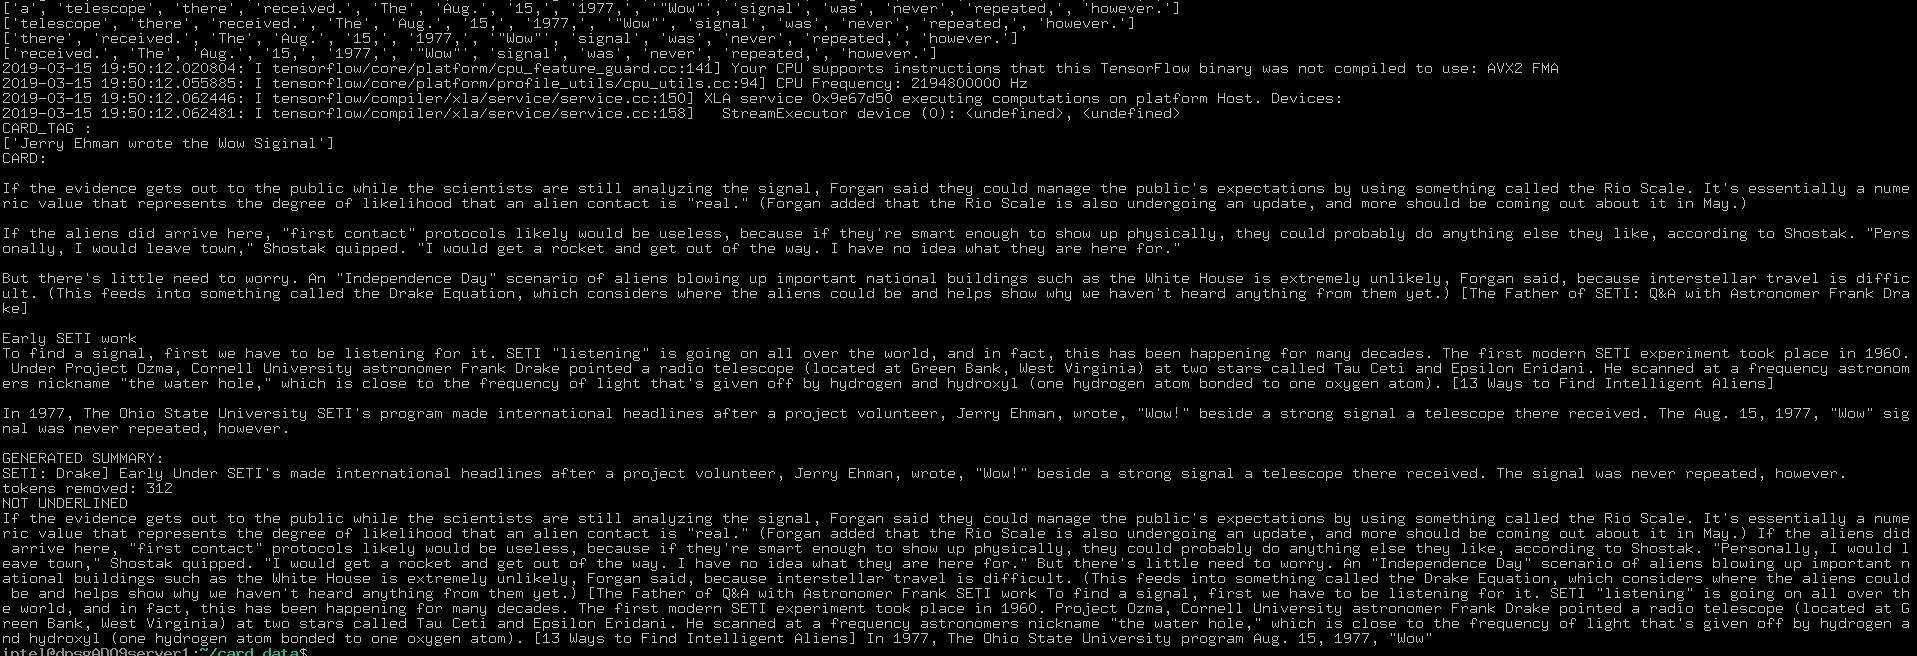 ['a', 'telescope', 'there', 'received.', 'The', 'Aug.', '15,', '1977,', '"Wow"', 'signal', 'was', 'never', 'repeated,', 'however.']
['telescope', 'there', 'received.', 'The', 'Aug.', '15,', '1977,', '"Wow"', 'signal', 'was', 'never', 'repeated,', 'however.']
['there', 'received.', 'The', 'Aug.', '15,', '1977,', '"Wow"', 'signal', 'was', 'never', 'repeated,', 'however.']
['received.', 'The', 'Aug.', '15,', '1977,', '"Wow"', 'signal', 'was', 'never', 'repeated,', 'however.']
2019-03-15 19:50:12.020804: I tensorflow/core/platform/cpu_feature_guard.cc:141] Your CPU supports instructions that this TensorFlow binary was not compiled to use: AVX2 FMA
2019-03-15 19:50:12.055885: I tensorflow/core/platform/profile_utils/cpu_utils.cc:94] CPU Frequency: 2194800000 Hz
2019-03-15 19:50:12.062446: I tensorflow/compiler/xla/service/service.cc:150] XLA service 0x9e67d50 executing computations on platform Host. Devices:
2019-03-15 19:50:12.062481: I tensorflow/compiler/xla/service/service.cc:158]   StreamExecutor device (0): <undefined>, <undefined>
CARD_TAG :
['Jerry Ehman wrote the Wow Siginal']
CARD:
If the evidence gets out to the public while the scientists are still analyzing the signal, Forgan said they could manage the public's expectations by using something called the Rio Scale. It's essentially a nume
ric value that represents the degree of likelihood that an alien contact is "real." (Forgan added that the Rio Scale is also undergoing an update, and more should be coming out about it in May.)
If the aliens did arrive here, "first contact" protocols likely would be useless, because if they're smart enough to show up physically, they could probably do anything else they like, according to Shostak. "Pers
onally, I would leave town," Shostak quipped. "I would get a rocket and get out of the way. I have no idea what they are here for."
But there's little need to worry. An "Independence Day" scenario of aliens blowing up important national buildings such as the White House is extremely unlikely, Forgan said, because interstellar travel is diffic
ult. (This feeds into something called the Drake Equation, which considers where the aliens could be and helps show why we haven't heard anything from them yet.) [The Father of SETI: Q&A with Astronomer Frank Dra
ke]
Early SETI work
To find a signal, first we have to be listening for it. SETI "listening" is going on all over the world, and in fact, this has been happening for many decades. The first modern SETI experiment took place in 1960.
 Under Project Ozma, Cornell University astronomer Frank Drake pointed a radio telescope (located at Green Bank, West Virginia) at two stars called Tau Ceti and Epsilon Eridani. He scanned at a frequency astronom
ers nickname "the water hole," which is close to the frequency of light that's given off by hydrogen and hydroxyl (one hydrogen atom bonded to one oxygen atom). [13 Ways to Find Intelligent Aliens]
In 1977, The Ohio State University SETI's program made international headlines after a project volunteer, Jerry Ehman, wrote, "Wow!" beside a strong signal a telescope there received. The Aug. 15, 1977, "Wow" sig
nal was never repeated, however.
GENERATED SUMMARY:
SETI: Drake] Early Under SETI's made international headlines after a project volunteer, Jerry Ehman, wrote, "Wow!" beside a strong signal a telescope there received. The signal was never repeated, however.
tokens removed: 312
NOT UNDERLINED
If the evidence gets out to the public while the scientists are still analyzing the signal, Forgan said they could manage the public's expectations by using something called the Rio Scale. It's essentially a nume
ric value that represents the degree of likelihood that an alien contact is "real." (Forgan added that the Rio Scale is also undergoing an update, and more should be coming out about it in May.) If the aliens did
 arrive here, "first contact" protocols likely would be useless, because if they're smart enough to show up physically, they could probably do anything else they like, according to Shostak. "Personally, I would l
eave town," Shostak quipped. "I would get a rocket and get out of the way. I have no idea what they are here for." But there's little need to worry. An "Independence Day" scenario of aliens blowing up important n
ational buildings such as the White House is extremely unlikely, Forgan said, because interstellar travel is difficult. (This feeds into something called the Drake Equation, which considers where the aliens could
 be and helps show why we haven't heard anything from them yet.) [The Father of Q&A with Astronomer Frank SETI work To find a signal, first we have to be listening for it. SETI "listening" is going on all over th
e world, and in fact, this has been happening for many decades. The first modern SETI experiment took place in 1960. Project Ozma, Cornell University astronomer Frank Drake pointed a radio telescope (located at G
reen Bank, West Virginia) at two stars called Tau Ceti and Epsilon Eridani. He scanned at a frequency astronomers nickname "the water hole," which is close to the frequency of light that's given off by hydrogen a
nd hydroxyl (one hydrogen atom bonded to one oxygen atom). [13 Ways to Find Intelligent Aliens] In 1977, The Ohio State University program Aug. 15, 1977, "Wow"
iptel@dpsgAD09server1:~/card_data$